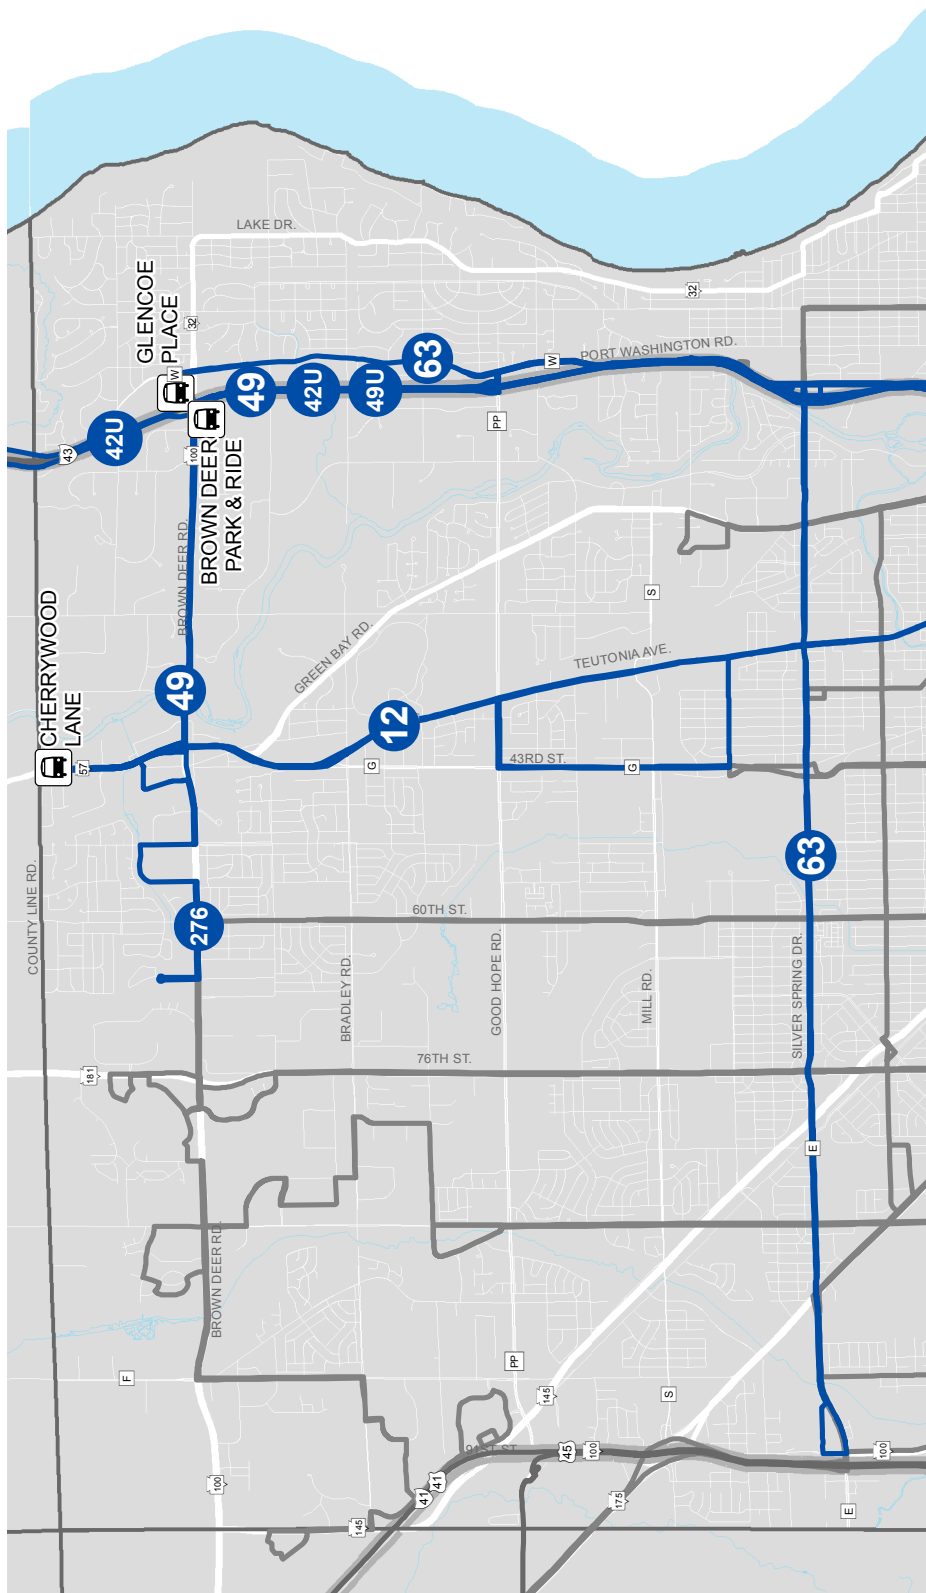 LAKE DR.
GLENCOE
PLACE
32
32
W
63
W
PORT WASHINGTON RD.
49
42U
49U
42U
43
PP
100
BROWN DEER
PARK & RIDE
BROWN DEER RD.
S
CHERRYWOOD
LANE
GREEN BAY RD.
TEUTONIA AVE.
49
12
57
G
43RD ST.
G
63
COUNTY LINE RD.
276
60TH ST.
BRADLEY RD.
GOOD HOPE RD.
MILL RD.
SILVER SPRING DR.
76TH ST.
181
E
BROWN DEER RD.
F
PP
145
S
91ST ST.
45
100
100
41
41
100
145
175
E